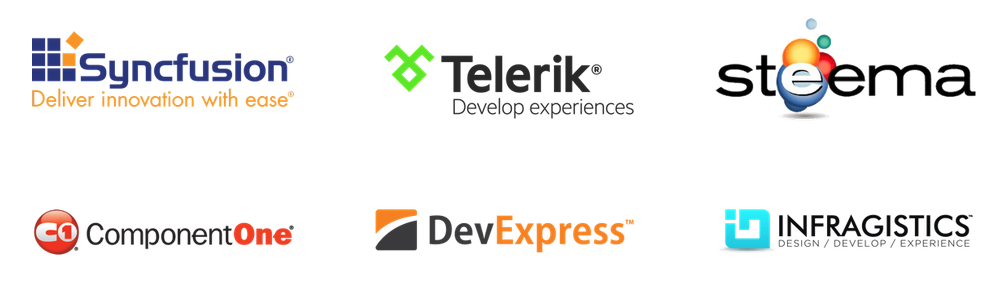 Syncfusion®
Deliver innovation with ease®
Telerik®
Develop experiences
steema
C1 ComponentOne®
DevExpress™
INFRAGISTICS™
DESIGN / DEVELOP / EXPERIENCE